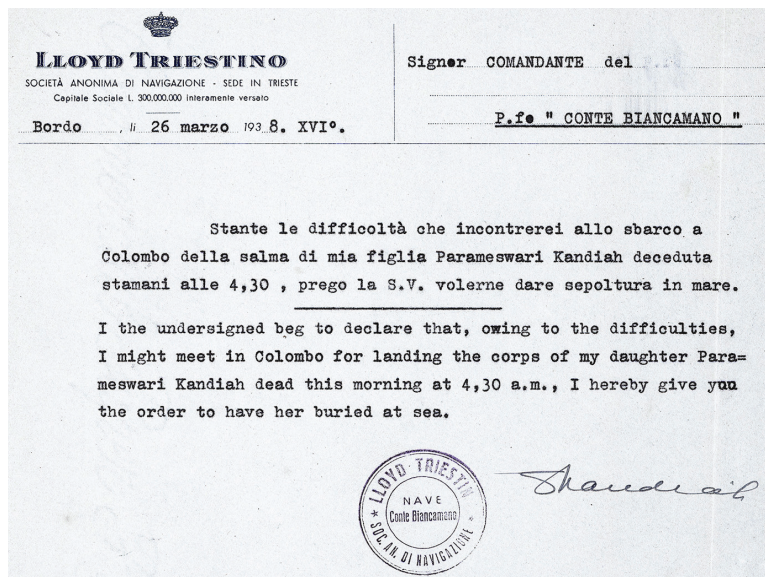 LLOYD TRIESTINO
SOCIETÀ ANONIMA DI NAVIGAZIONE - SEDE IN TRIESTE
Capitale Sociale L. 300.000.000 interamente versato
Bordo, li 26 marzo 1938. XVIº.
Signor COMANDANTE del
P.fo " CONTE BIANCAMANO "
Stante le difficoltà che incontrerei allo sbarco a
Colombo della salma di mia figlia Parameswari Kandiah deceduta
stamani alle 4,30 , prego la S.V. volerne dare sepoltura in mare.
I the undersigned beg to declare that, owing to the difficulties,
I might meet in Colombo for landing the corps of my daughter Para=
meswari Kandiah dead this morning at 4,30 a.m., I hereby give you
the order to have her buried at sea.
LLOYD TRIESTIN
NAVE
Conte Biancamano
* SOC. AN. DI NAVIGAZIONE *